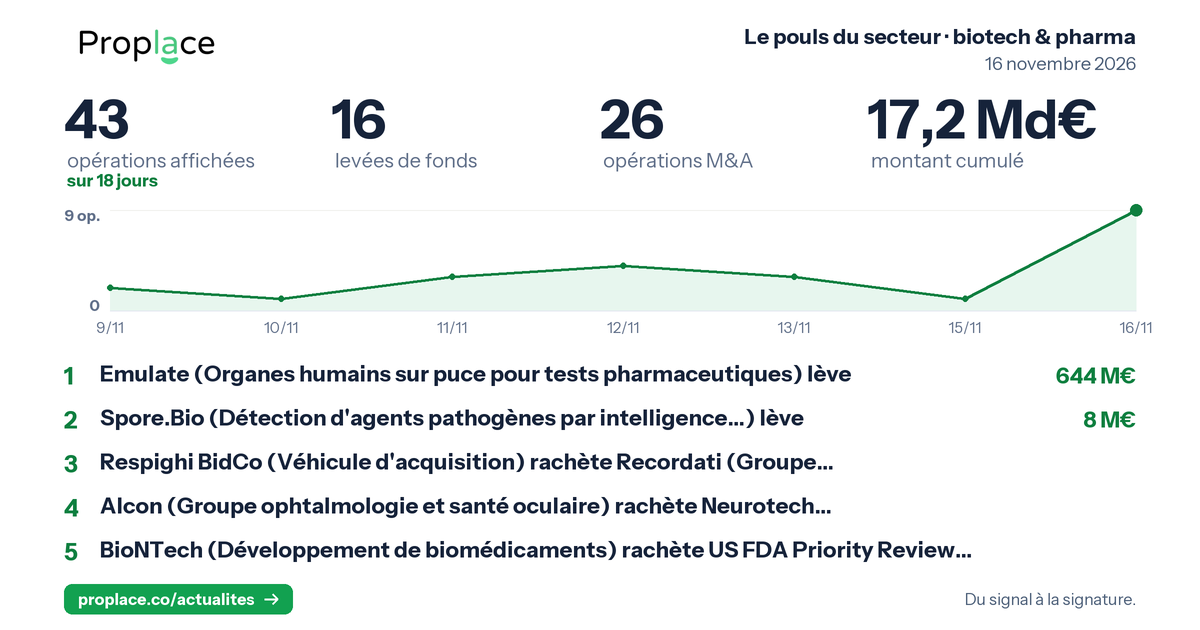 Proplace
Le pouls du secteur · biotech & pharma
16 novembre 2026
43
opérations affichées
sur 18 jours
16
levées de fonds
26
opérations M&A
17,2 Md€
montant cumulé
9 op.
0
9/11 10/11 11/11 12/11 13/11 15/11 16/11
1 Emulate (Organes humains sur puce pour tests pharmaceutiques) lève 644 M€
2 Spore.Bio (Détection d'agents pathogènes par intelligence...) lève 8 M€
3 Respighi BidCo (Véhicule d'acquisition) rachète Recordati (Groupe...
4 Alcon (Groupe ophtalmologie et santé oculaire) rachète Neurotech...
5 BioNTech (Développement de biomédicaments) rachète US FDA Priority Review...
proplace.co/actualites →
Du signal à la signature.